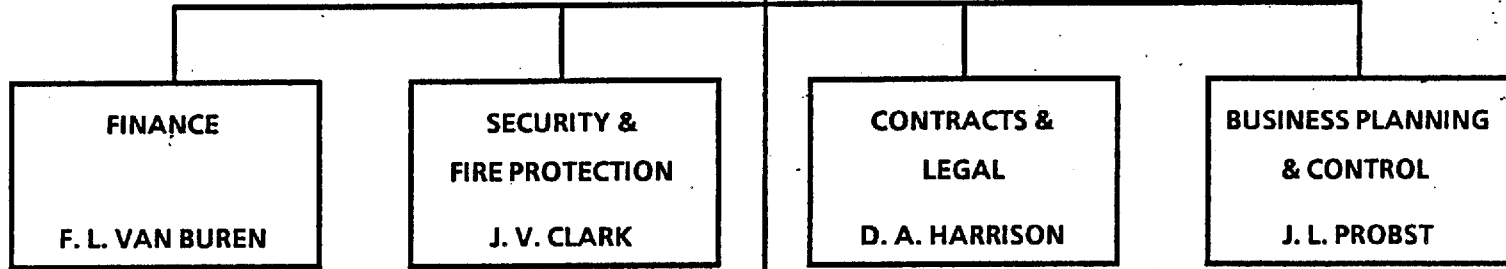 FINANCE
F. L. VAN BUREN
SECURITY &
FIRE PROTECTION
J. V. CLARK
CONTRACTS &
LEGAL
D. A. HARRISON
BUSINESS PLANNING
& CONTROL
J. L. PROBST